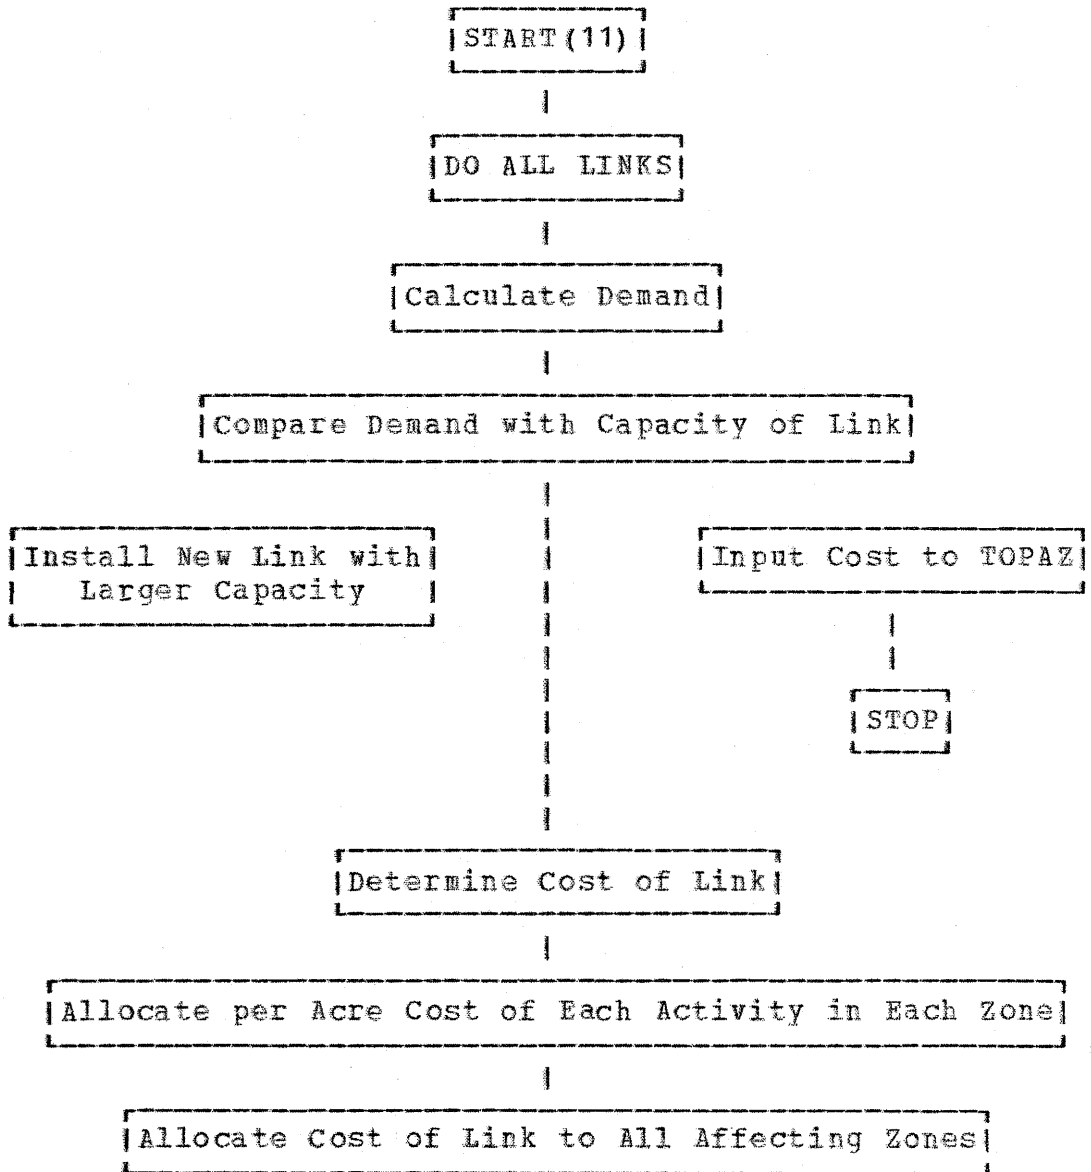 START(11)
DO ALL LINKS
Calculate Demand
Compare Demand with Capacity of Link
Install New Link with
Larger Capacity
Input Cost to TOPAZ
STOP
Determine Cost of Link
Allocate per Acre Cost of Each Activity in Each Zone
Allocate Cost of Link to All Affecting Zones